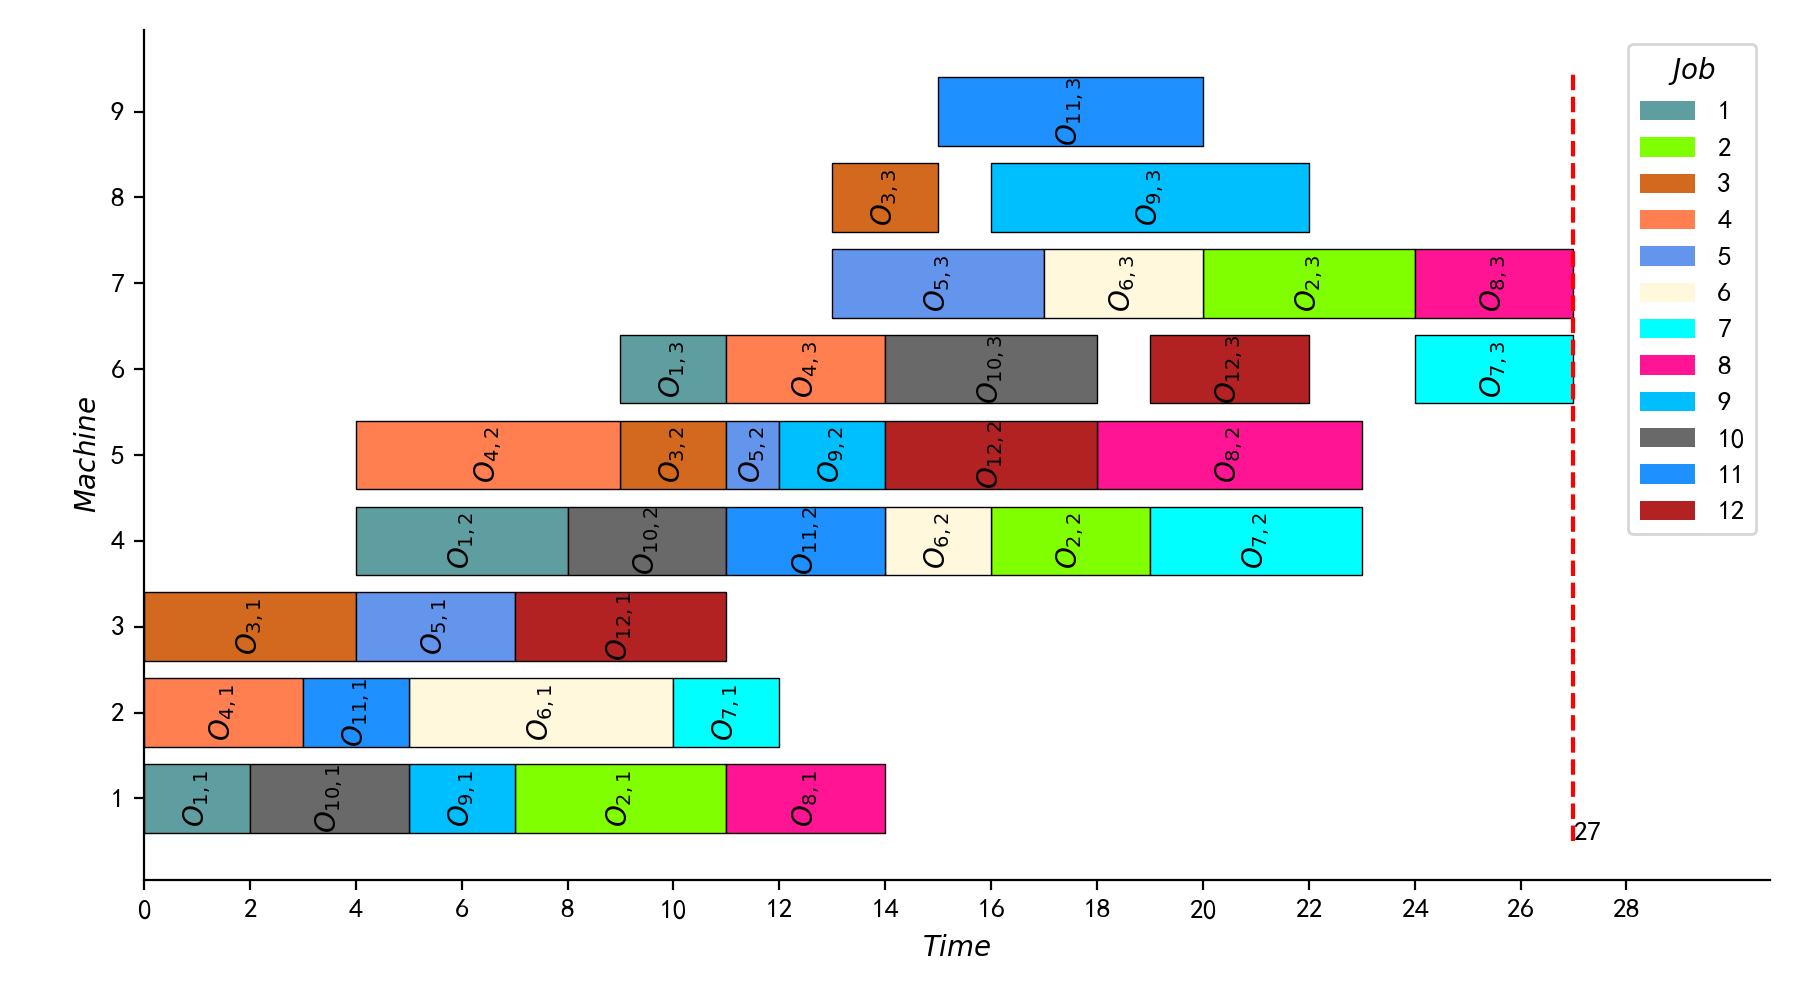 Job
1
2
3
4
5
6
7
8
9
10
11
12
Machine
9
O11,3
8
O3,3 O9,3
7
O5,3 O6,3 O2,3 O8,3
6
O1,3 O4,3 O10,3 O12,3 O7,3
5
O4,2 O3,2 O5,2 O9,2 O12,2 O8,2
4
O1,2 O10,2 O11,2 O6,2 O2,2 O7,2
3
O3,1 O5,1 O12,1
2
O4,1 O11,1 O6,1 O7,1
1
O1,1 O10,1 O9,1 O2,1 O8,1
27
0 2 4 6 8 10 12 14 16 18 20 22 24 26 28
Time